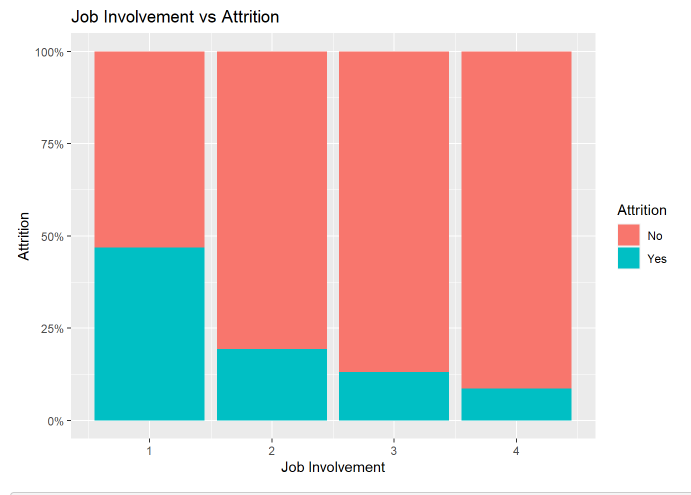 Job Involvement vs Attrition
100%
75%
50%
25%
0%
Attrition
1 2 3 4
Job Involvement
Attrition
No
Yes